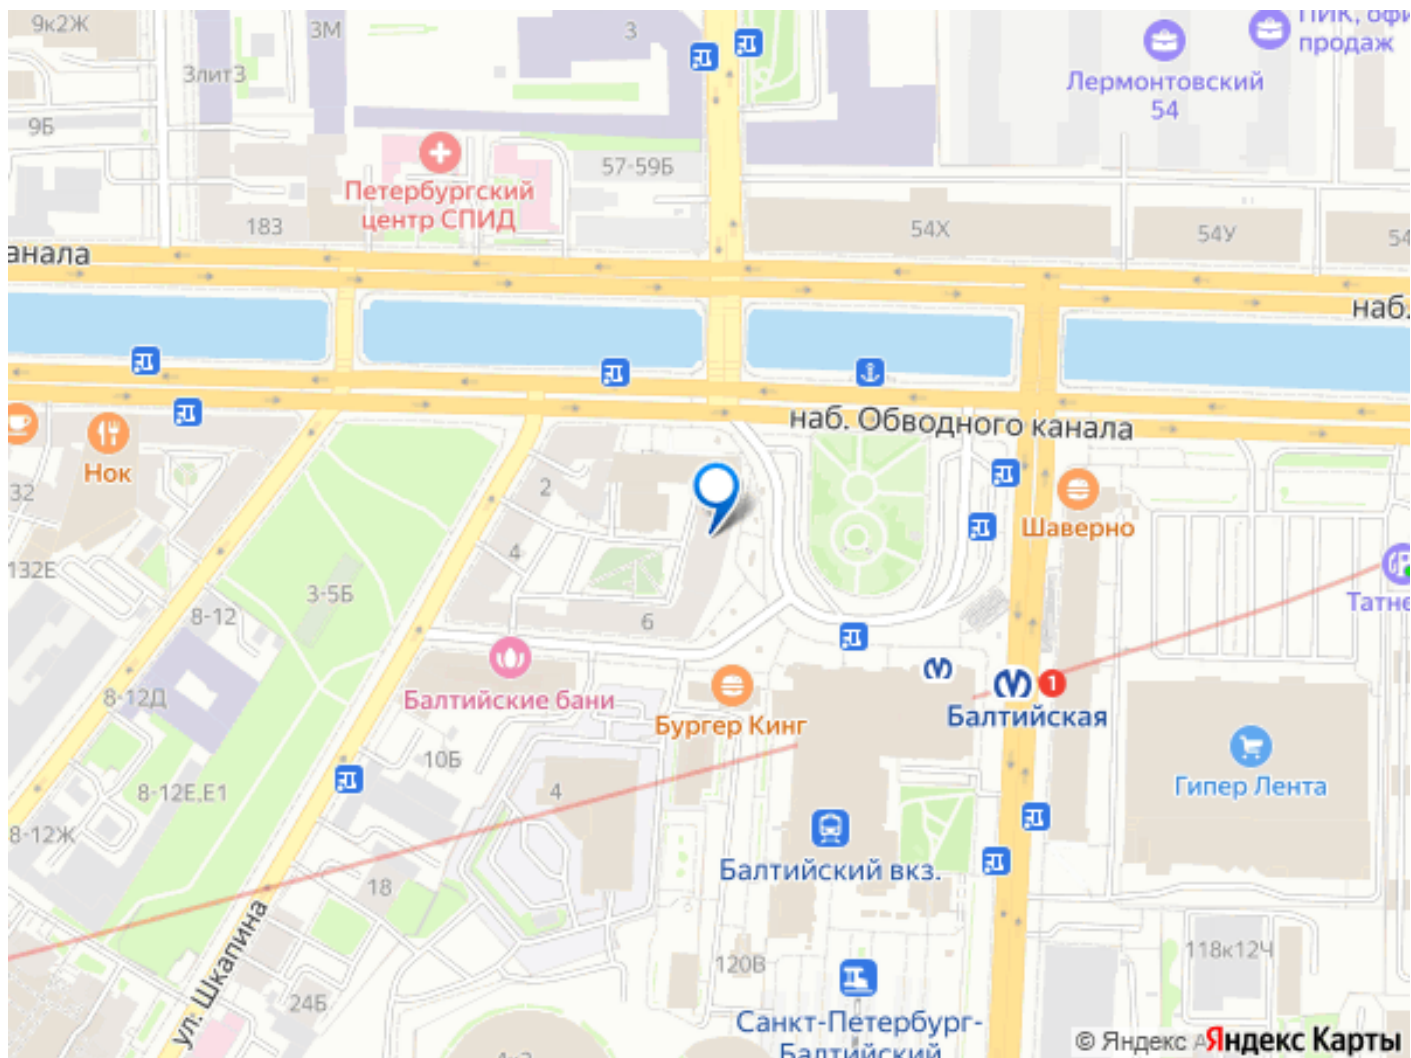 9к2Ж
3М
3
ПИК, офи
продаж
3лит3
Лермонтовский
54
9Б
57-59Б
Петербургский
центр СПИД
183
54Х
54У
54
анала
наб.
наб. Обводного канала
Нок
32
2
Шаверно
4
132Е
3-5Б
8-12
6
Татне
8-12Д
Балтийские бани
Бургер Кинг
1
Балтийская
10Б
4
8-12Е,Е1
Гипер Лента
8-12Ж
Балтийский вкз.
18
ул. Шкапина
120В
118к12Ч
24Б
Санкт-Петербург-
Балтийский
© Яндекс
Яндекс Карты